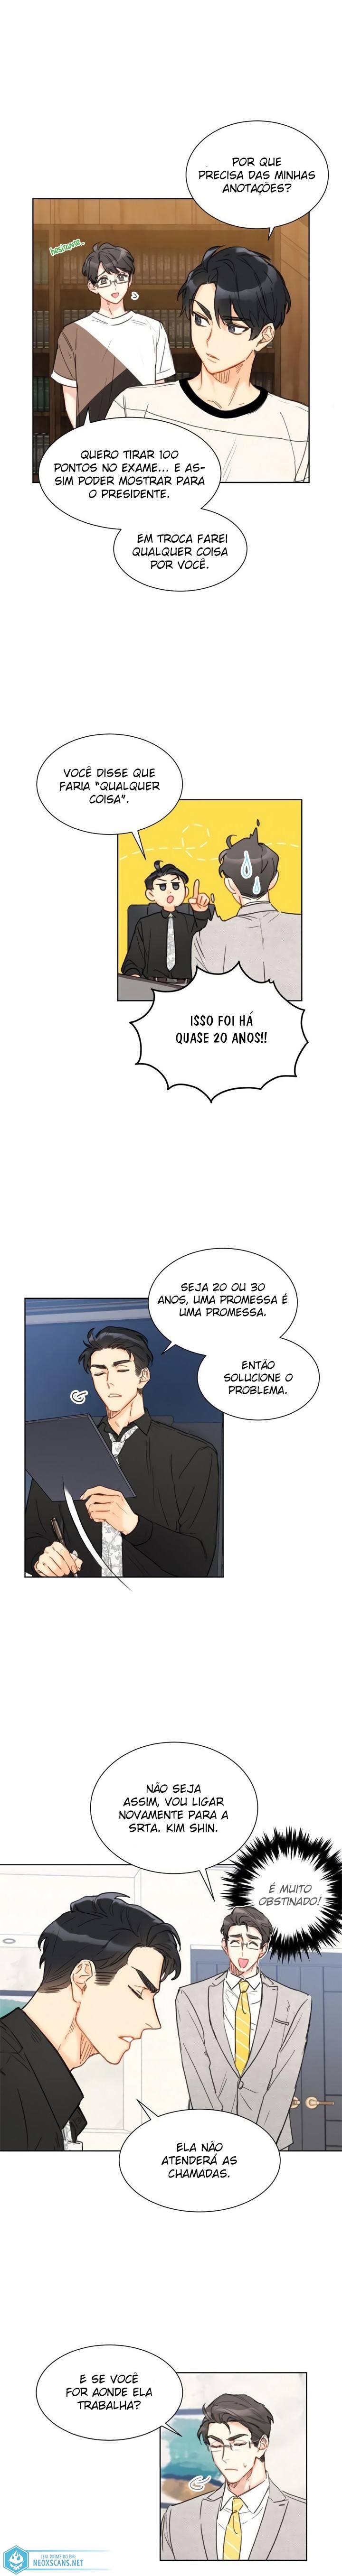 POR QUE
PRECISA DAS MINHAS
ANOTAÇÕES?
QUERO TIRAR 100
PONTOS NO EXAME... E AS-
SIM PODER MOSTRAR PARA
O PRESIDENTE.
EM TROCA FAREI
QUALQUER COISA
POR VOCÊ.
VOCÊ DISSE QUE
FARIA "QUALQUER
COISA".
ISSO FOI HÁ
QUASE 20 ANOS!!
SEJA 20 OU 30
ANOS, UMA PROMESSA É
UMA PROMESSA.
ENTÃO
SOLUCIONE O
PROBLEMA.
NÃO SEJA
ASSIM, VOU LIGAR
NOVAMENTE PARA A
SRTA. KIM SHIN.
É MUITO
OBSTINADO!
ELA NÃO
ATENDERÁ AS
CHAMADAS.
E SE VOCÊ
FOR AONDE ELA
TRABALHA?
LEIA PRIMEIRO EM
NEOXSCANS.NET